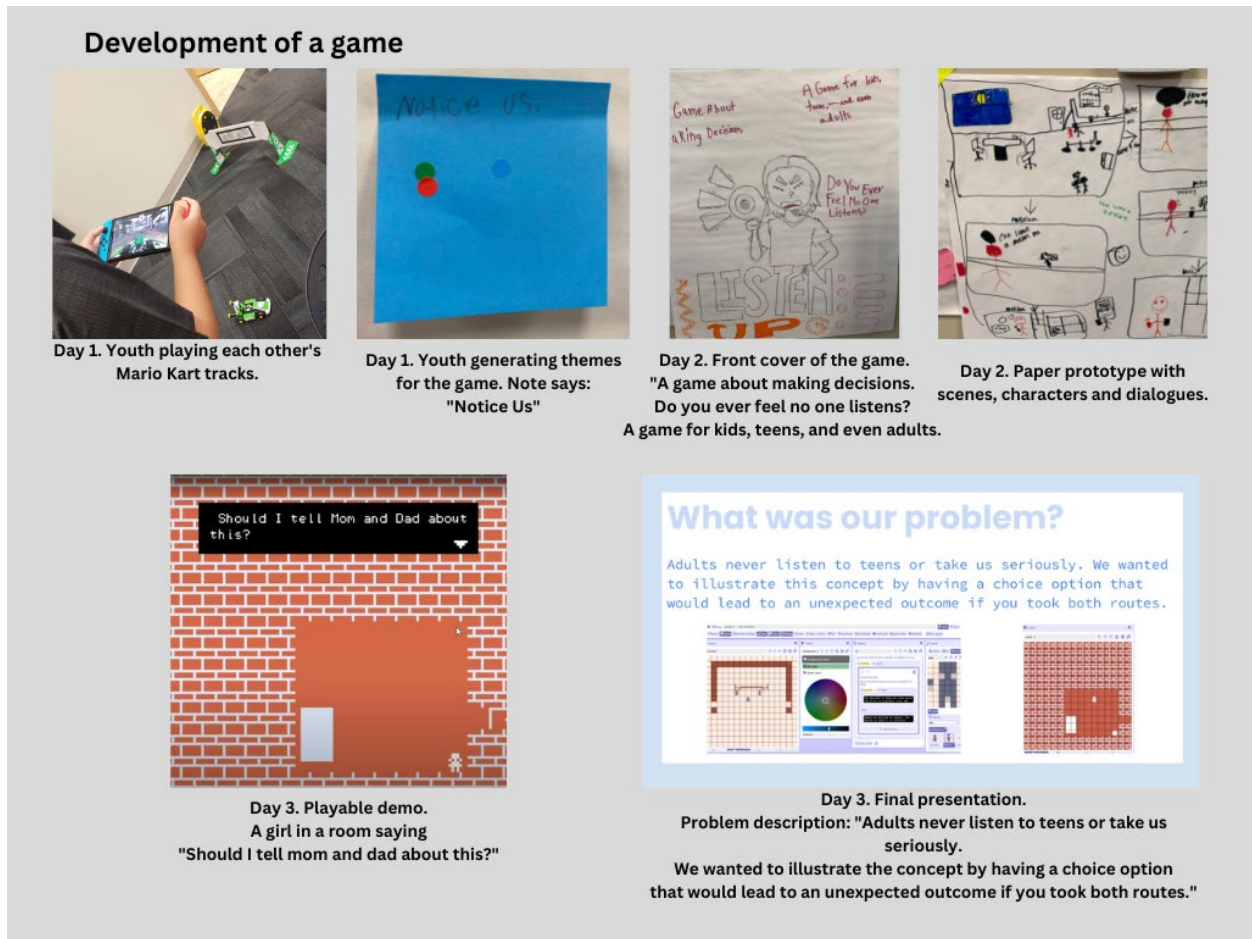 Development of a game
Day 1. Youth playing each other's
Mario Kart tracks.
Notice Us.
Day 1. Youth generating themes
for the game. Note says:
"Notice Us"
Game About
aking Decisions
A Game for kids,
teens, and even
adults
Do You Ever
Feel No One
Listens?
LISTEN
UP
Day 2. Front cover of the game.
"A game about making decisions.
Do you ever feel no one listens?
A game for kids, teens, and even adults.
Day 2. Paper prototype with
scenes, characters and dialogues.
Should I tell Mom and Dad about
this?
Day 3. Playable demo.
A girl in a room saying
"Should I tell mom and dad about this?"
What was our problem?
Adults never listen to teens or take us seriously. We wanted
to illustrate this concept by having a choice option that
would lead to an unexpected outcome if you took both routes.
Day 3. Final presentation.
Problem description: "Adults never listen to teens or take us
seriously.
We wanted to illustrate the concept by having a choice option
that would lead to an unexpected outcome if you took both routes."